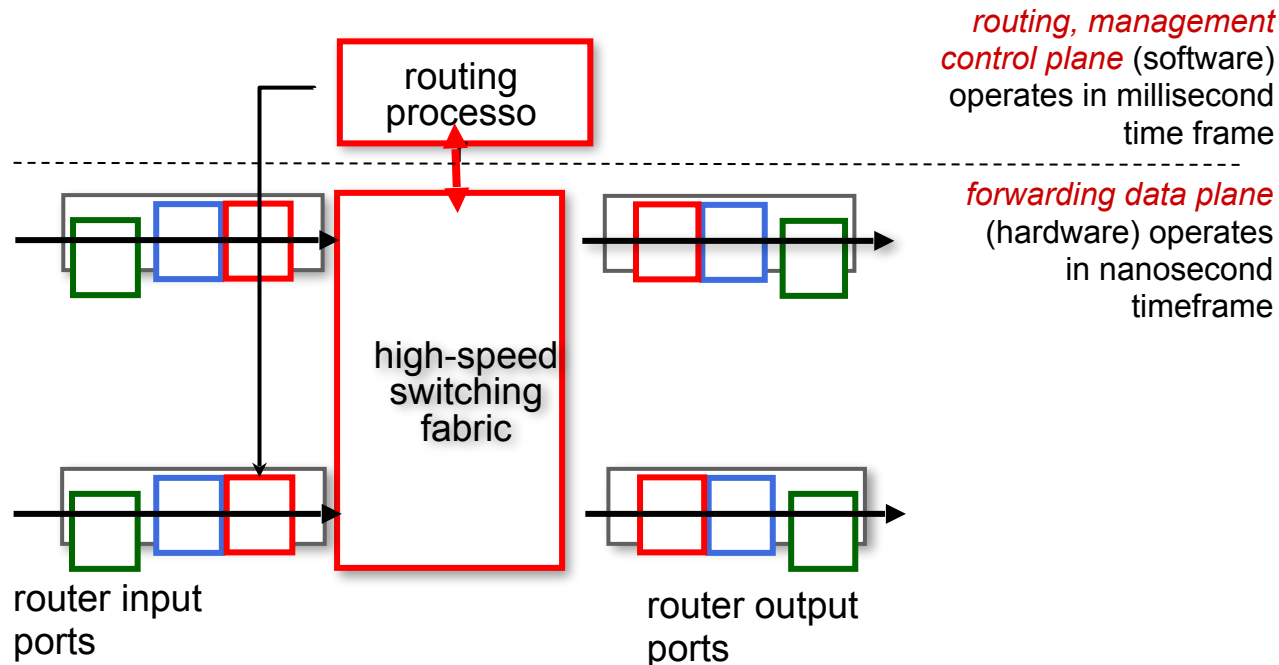 routing, management
control plane (software)
operates in millisecond
time frame
routing
processo
forwarding data plane
(hardware) operates
in nanosecond
timeframe
high-speed
switching
fabric
router input
ports
router output
ports